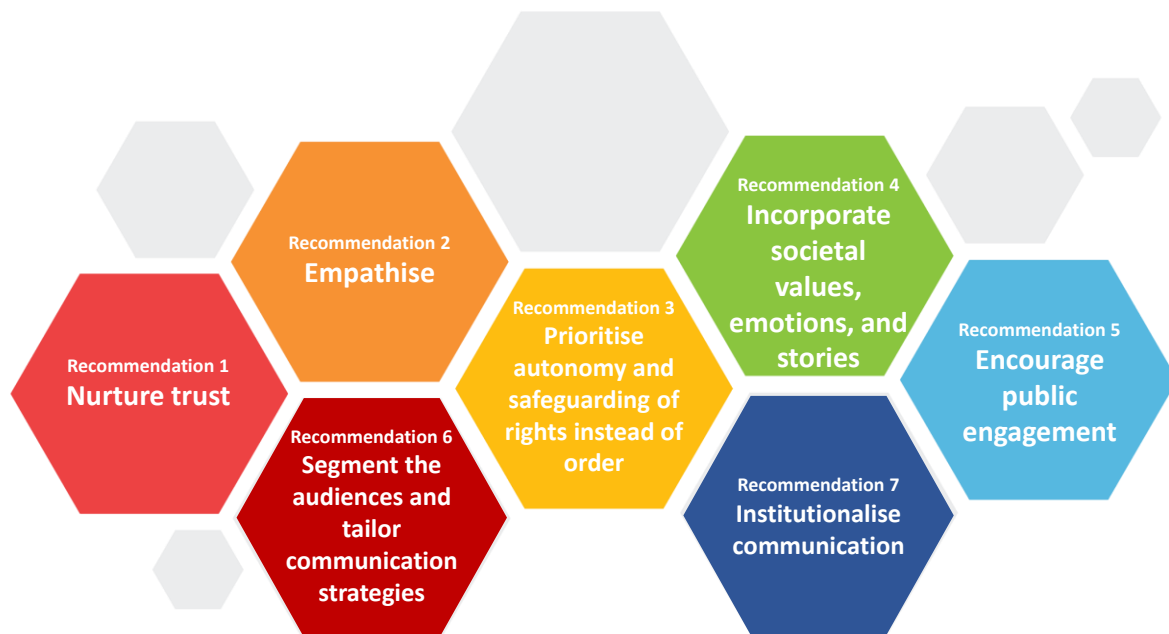 Recommendation 1
Nurture trust
Recommendation 2
Empathise
Recommendation 3
Prioritise
autonomy and
safeguarding of
rights instead of
order
Recommendation 4
Incorporate
societal
values,
emotions, and
stories
Recommendation 5
Encourage
public
engagement
Recommendation 6
Segment the
audiences and
tailor
communication
strategies
Recommendation 7
Institutionalise
communication